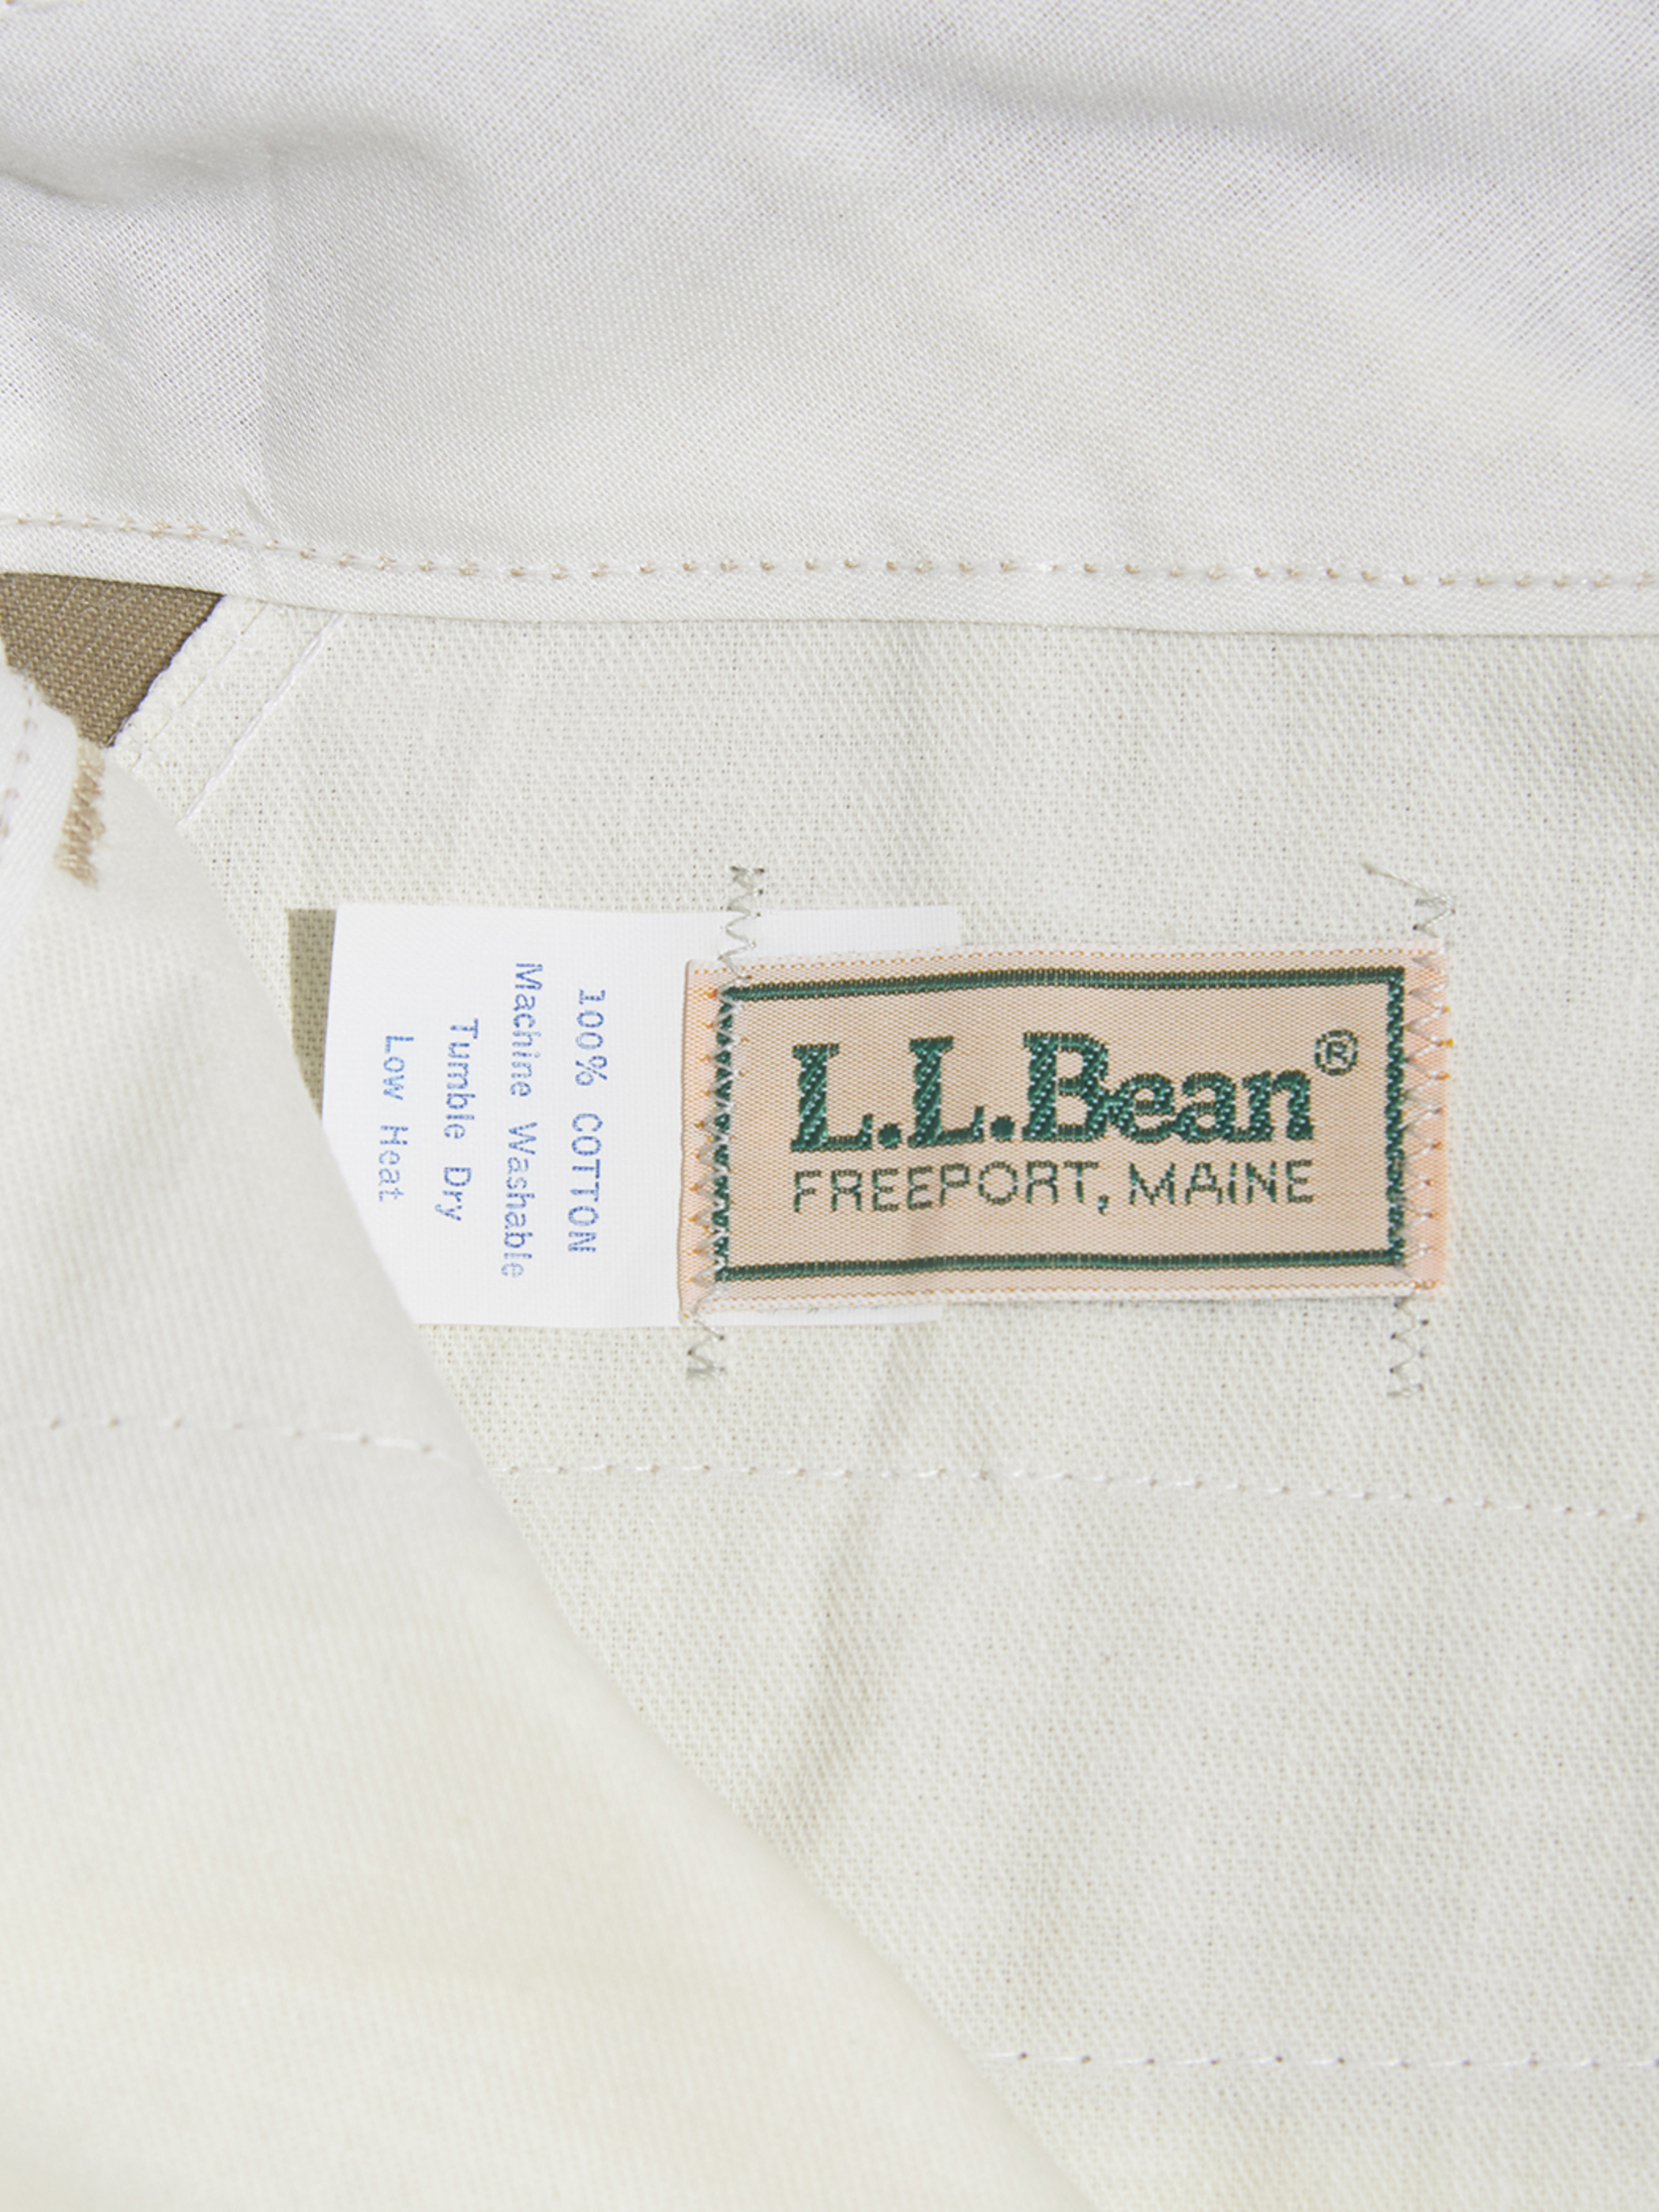 L.L.Bean®
FREEPORT, MAINE
100% COTTON
Machine Washable
Tumble Dry
Low Heat